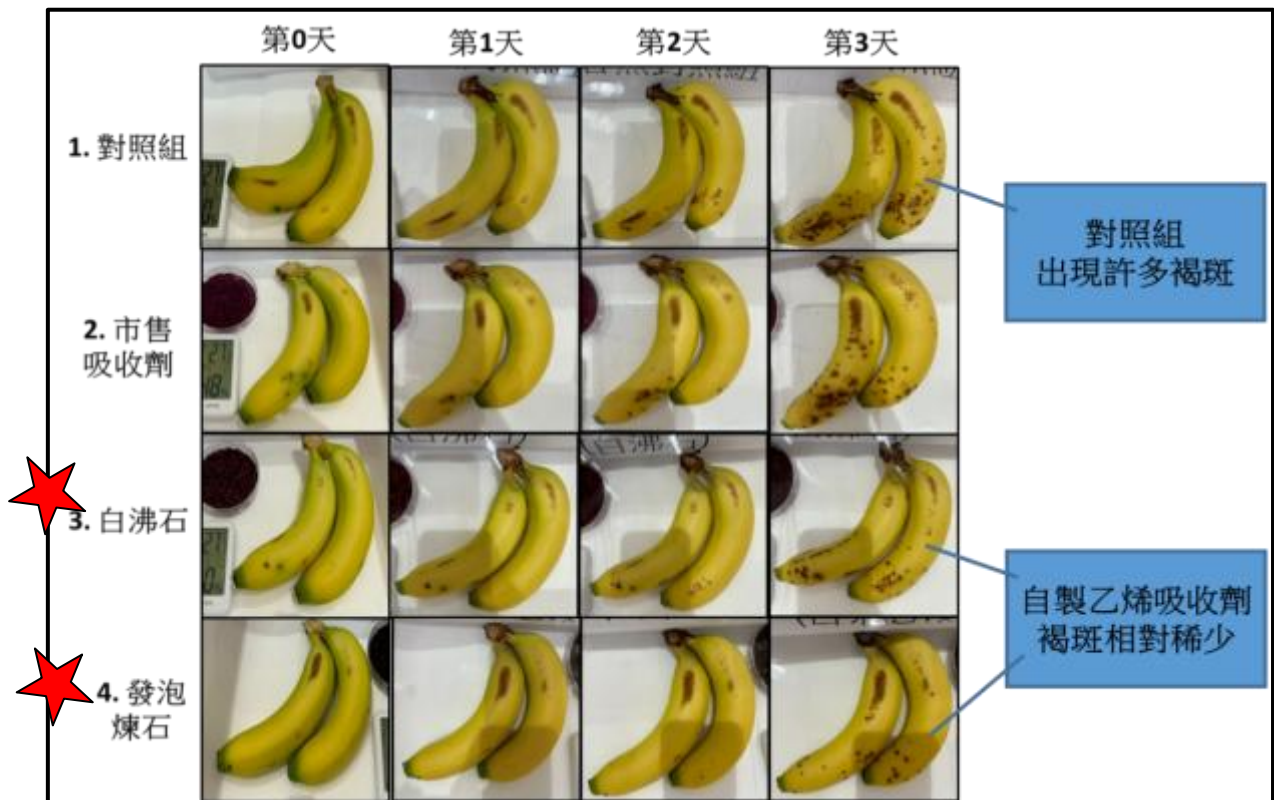 第0天
第1天
第2天
第3天
1. 對照組
2. 市售
吸收劑
3. 白沸石
4. 發泡
煉石
對照組
出現許多褐斑
自製乙烯吸收劑
褐斑相對稀少